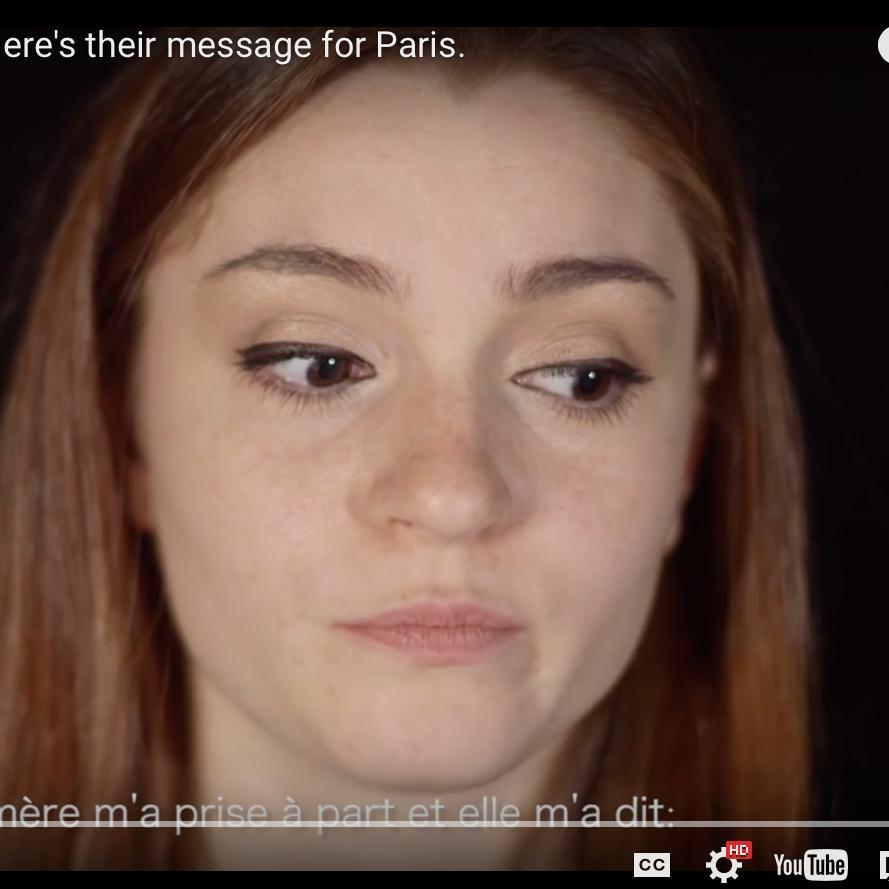 ere's their message for Paris.
mère m'a prise à part et elle m'a dit:
HD
CC
YouTube